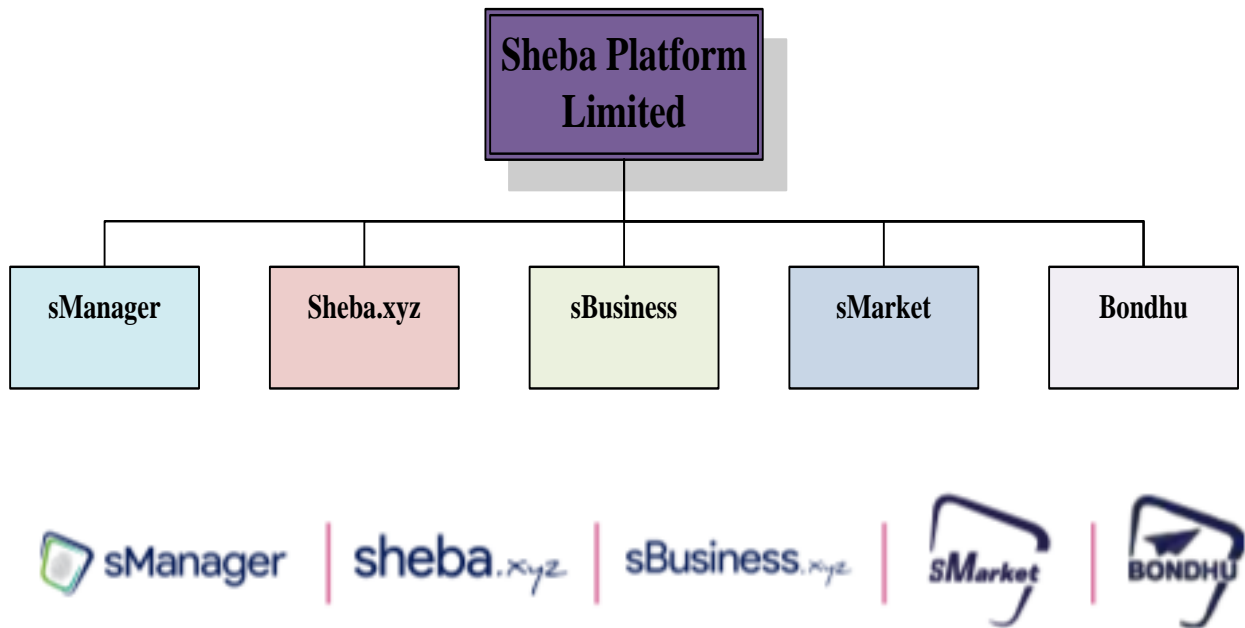 Sheba Platform
Limited
sManager
Sheba.xyz
sBusiness
sMarket
Bondhu
sManager
sheba.xyz
sBusiness.xyz
SMarket
BONDHU